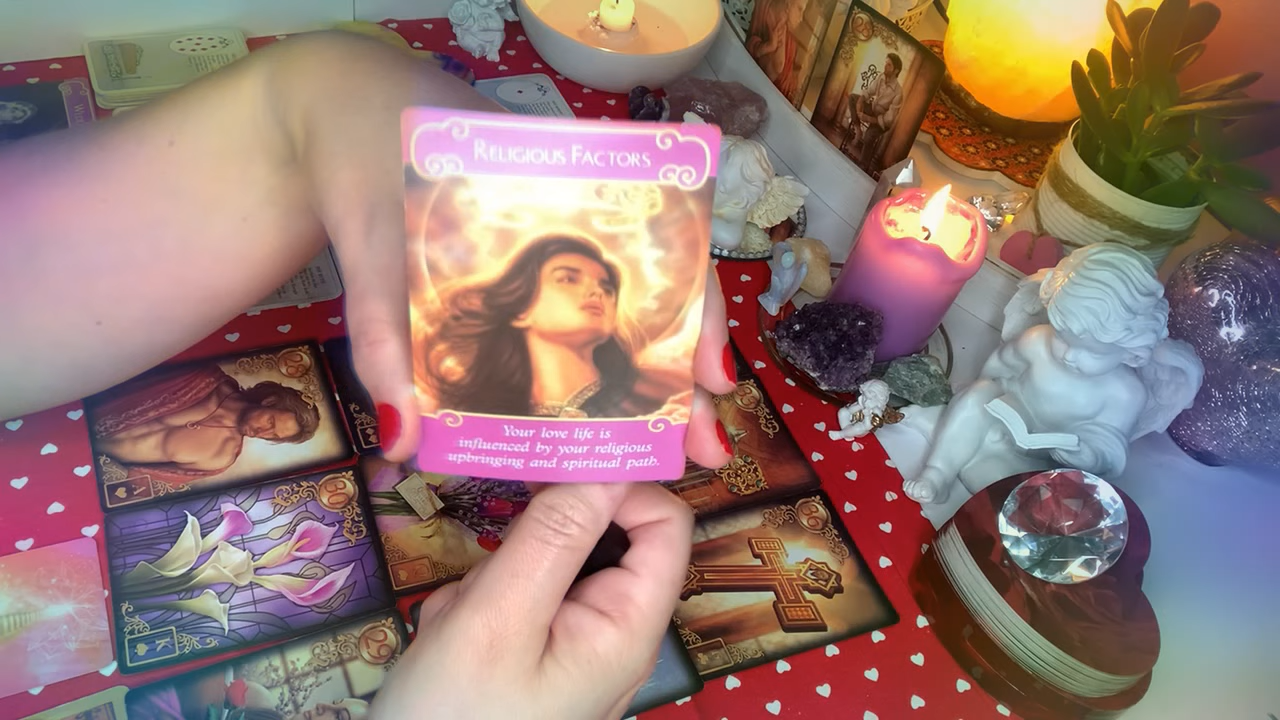 Religious Factors
Your love life is
influenced by your religious
upbringing and spiritual path.
K